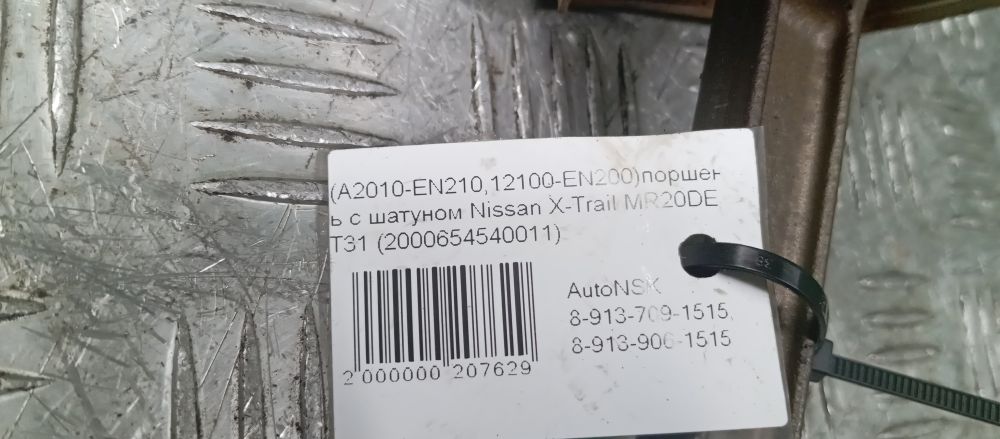 (A2010-EN210,12100-EN200)поршен
ь с шатуном Nissan X-Trail MR20DE
T31 (2000654540011)
AutoNSK
8-913-709-1515,
8-913-906-1515
2 000000 207629